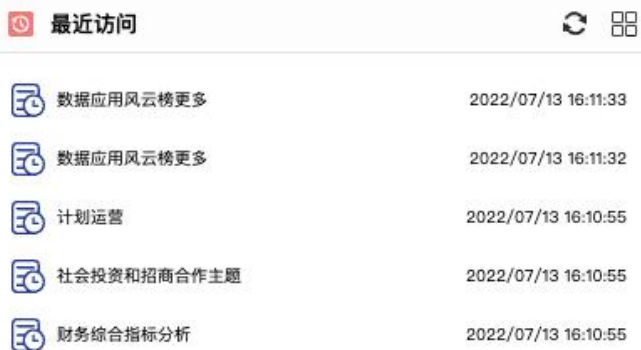 最近访问
数据应用风云榜更多 2022/07/13 16:11:33
数据应用风云榜更多 2022/07/13 16:11:32
计划运营 2022/07/13 16:10:55
社会投资和招商合作主题 2022/07/13 16:10:55
财务综合指标分析 2022/07/13 16:10:55